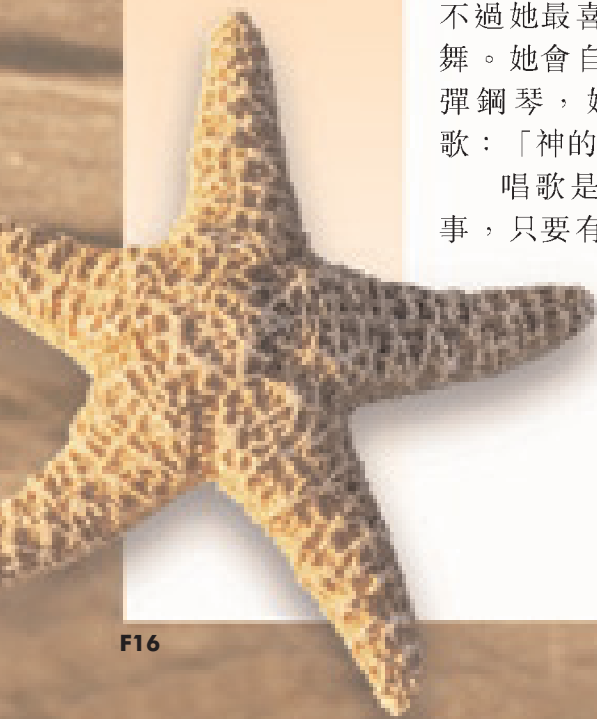 不過她最喜
舞。她會自
彈鋼琴，她
歌：「神的
唱歌是
事，只要有
F16